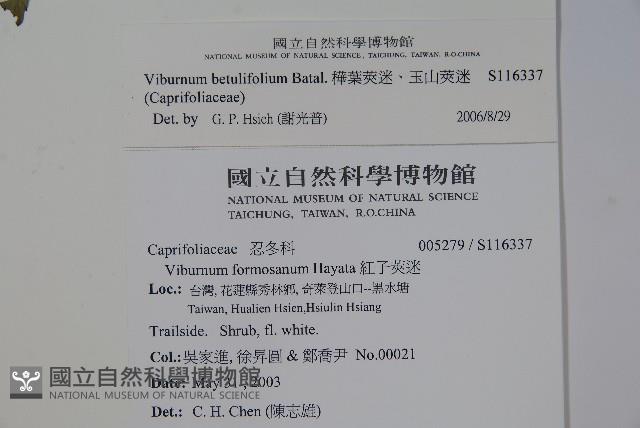 國立自然科學博物館
NATIONAL MUSEUM OF NATURAL SCIENCE, TAICHUNG, TAIWAN, R.O.CHINA
Viburnum betulifolium Batal. 樺葉莢迷、玉山莢迷 S116337
(Caprifoliaceae)
Det. by G. P. Hsieh (謝光普) 2006/8/29
國立自然科學博物館
NATIONAL MUSEUM OF NATURAL SCIENCE
TAICHUNG, TAIWAN, R.O.CHINA
Caprifoliaceae 忍冬科 005279 / S116337
Viburnum formosanum Hayata 紅子莢迷
Loc.: 台灣, 花蓮縣秀林鄉, 奇萊登山口--黑水塘
Taiwan, Hualien Hsien,Hsiulin Hsiang
Trailside. Shrub, fl. white.
Col.: 吳家進, 徐昇圓 & 鄭喬尹 No.00021
Date: May 31, 2003
Det.: C. H. Chen (陳志雄)
國立自然科學博物館
NATIONAL MUSEUM OF NATURAL SCIENCE